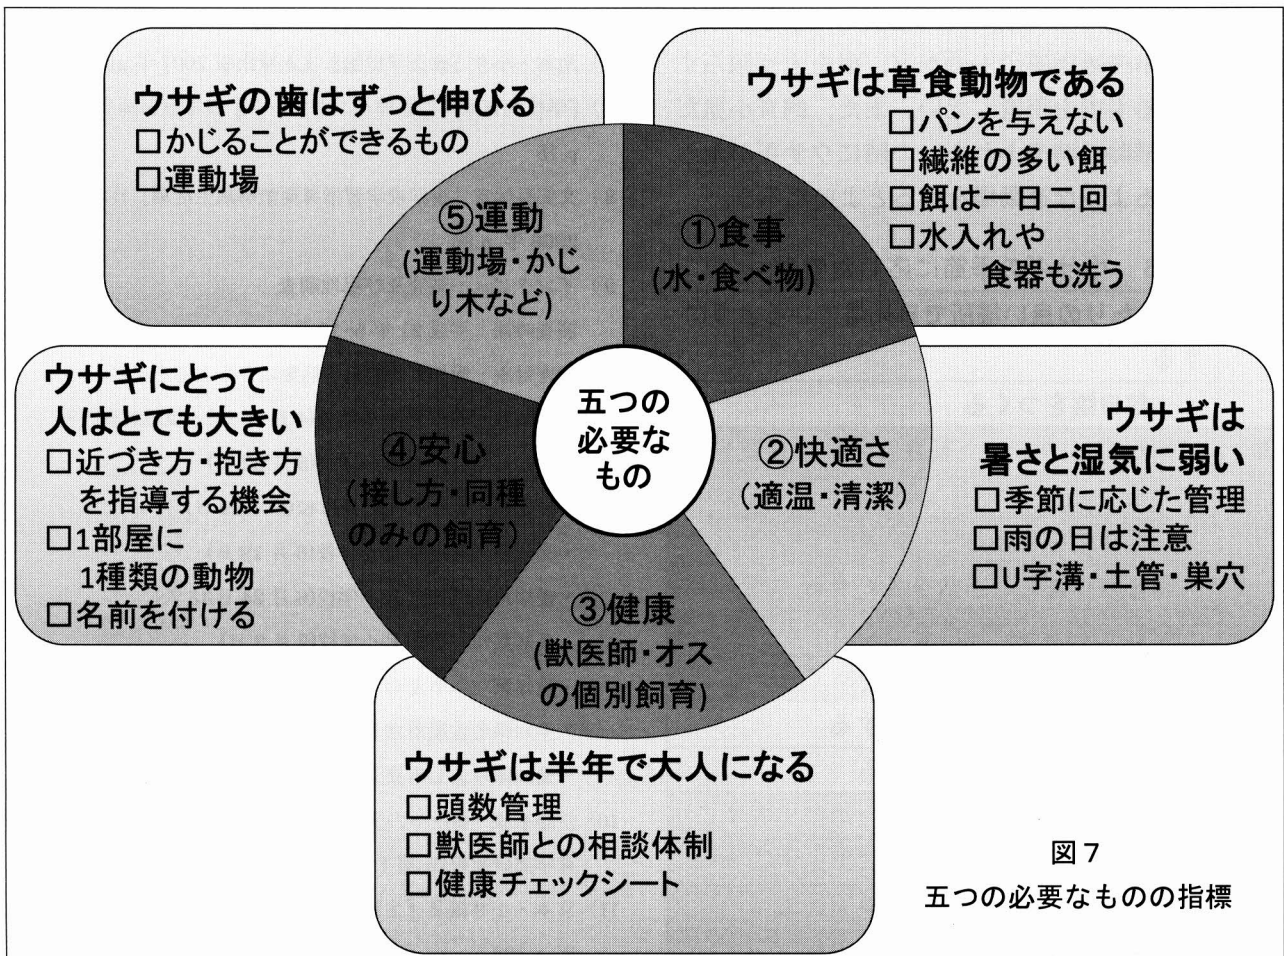 ウサギの歯はずっと伸びる
□かじることができるもの
□運動場
ウサギは草食動物である
□パンを与えない
□繊維の多い餌
□餌は一日二回
□水入れや
食器も洗う
⑤運動
(運動場・かじ
り木など)
①食事
(水・食べ物)
五つの
必要な
もの
ウサギにとって
人はとても大きい
□近づき方・抱き方
を指導する機会
□1部屋に
1種類の動物
□名前を付ける
④安心
(接し方・同種
のみの飼育)
②快適さ
(適温・清潔)
ウサギは
暑さと湿気に弱い
□季節に応じた管理
□雨の日は注意
□U字溝・土管・巣穴
③健康
(獣医師・オス
の個別飼育)
ウサギは半年で大人になる
□頭数管理
□獣医師との相談体制
□健康チェックシート
図7
五つの必要なものの指標